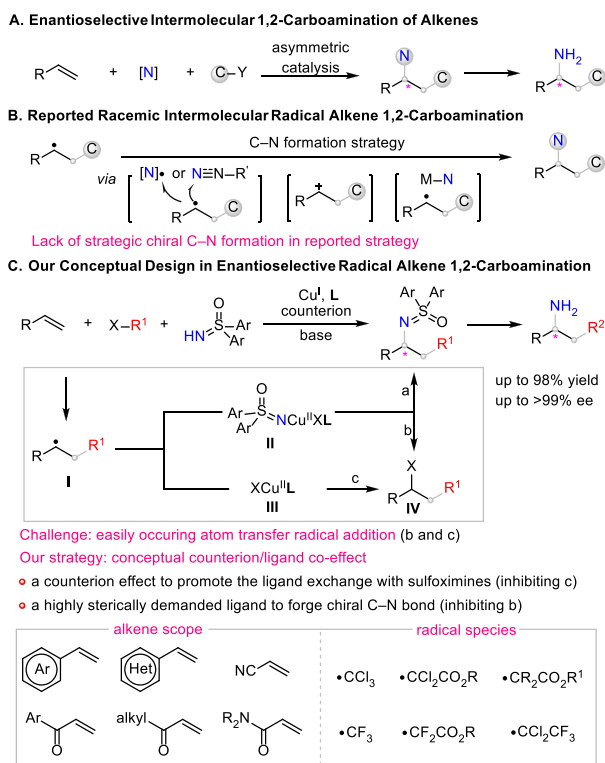 A. Enantioselective Intermolecular 1,2-Carboamination of Alkenes
R + [N] + C–Y asymmetric catalysis N R * C NH2 R * C
B. Reported Racemic Intermolecular Radical Alkene 1,2-Carboamination
R • C C–N formation strategy N R C
via [N]• or N≡N–R' R • C R + C M–N R • C
Lack of strategic chiral C–N formation in reported strategy
C. Our Conceptual Design in Enantioselective Radical Alkene 1,2-Carboamination
R + X–R1 + HN S O Ar Ar CuI, L counterion base Ar Ar S O N R * R1 NH2 R * R2
up to 98% yield
up to >99% ee
R • R1 I
Ar Ar S O NCuIIXL II a b
XCuIIL III c X R R1 IV
Challenge: easily occuring atom transfer radical addition (b and c)
Our strategy: conceptual counterion/ligand co-effect
a counterion effect to promote the ligand exchange with sulfoximines (inhibiting c)
a highly sterically demanded ligand to forge chiral C–N bond (inhibiting b)
alkene scope
Ar Het NC
Ar O alkyl O R2N O
radical species
•CCl3 •CCl2CO2R •CR2CO2R1
•CF3 •CF2CO2R •CCl2CF3